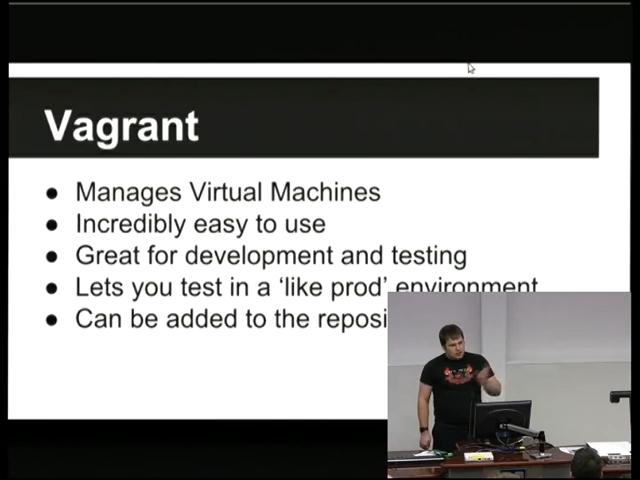 Vagrant
● Manages Virtual Machines
● Incredibly easy to use
● Great for development and testing
● Lets you test in a ‘like prod’ environment
● Can be added to the